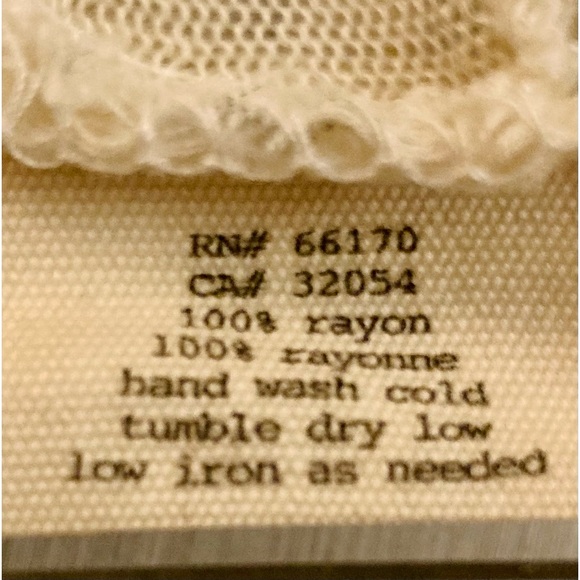 RN# 66170
CA# 32054
100% rayon
100% rayonne
hand wash cold
tumble dry low
low iron as needed